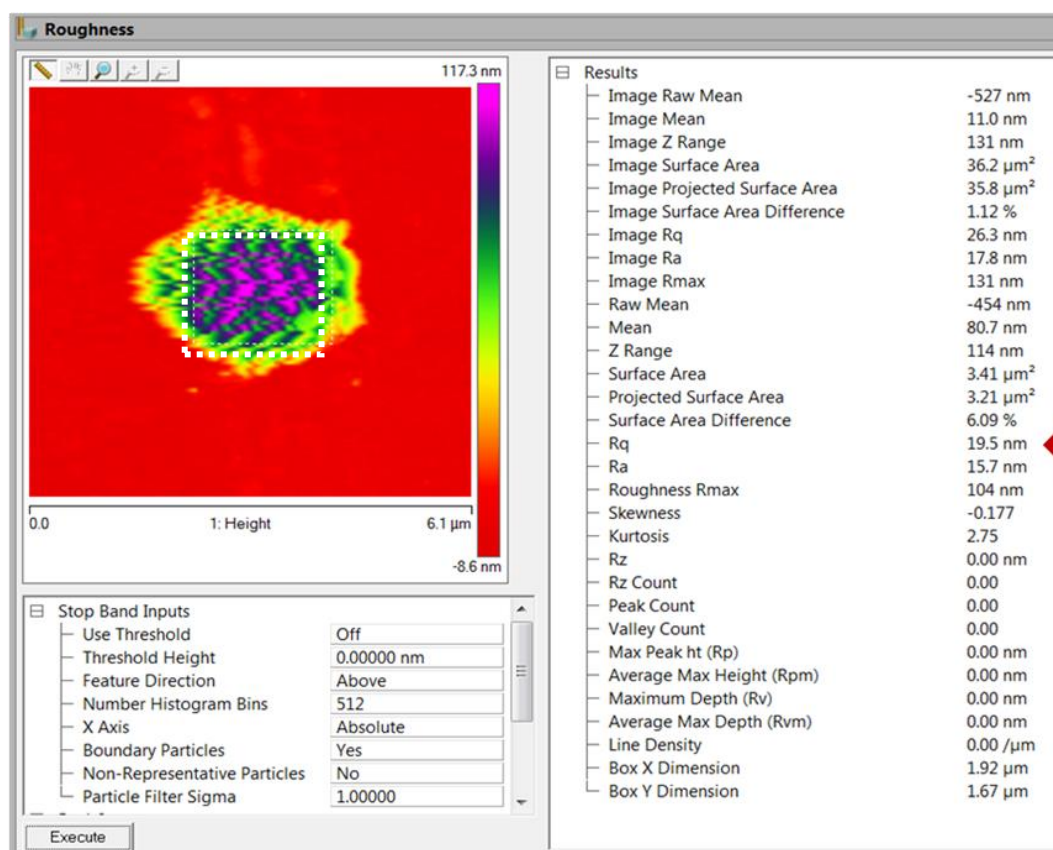 Roughness
117.3 nm
0.0 1: Height 6.1 µm
-8.6 nm
Stop Band Inputs
Use Threshold Off
Threshold Height 0.00000 nm
Feature Direction Above
Number Histogram Bins 512
X Axis Absolute
Boundary Particles Yes
Non-Representative Particles No
Particle Filter Sigma 1.00000
Execute
Results
Image Raw Mean -527 nm
Image Mean 11.0 nm
Image Z Range 131 nm
Image Surface Area 36.2 µm²
Image Projected Surface Area 35.8 µm²
Image Surface Area Difference 1.12 %
Image Rq 26.3 nm
Image Ra 17.8 nm
Image Rmax 131 nm
Raw Mean -454 nm
Mean 80.7 nm
Z Range 114 nm
Surface Area 3.41 µm²
Projected Surface Area 3.21 µm²
Surface Area Difference 6.09 %
Rq 19.5 nm
Ra 15.7 nm
Roughness Rmax 104 nm
Skewness -0.177
Kurtosis 2.75
Rz 0.00 nm
Rz Count 0.00
Peak Count 0.00
Valley Count 0.00
Max Peak ht (Rp) 0.00 nm
Average Max Height (Rpm) 0.00 nm
Maximum Depth (Rv) 0.00 nm
Average Max Depth (Rvm) 0.00 nm
Line Density 0.00 /µm
Box X Dimension 1.92 µm
Box Y Dimension 1.67 µm